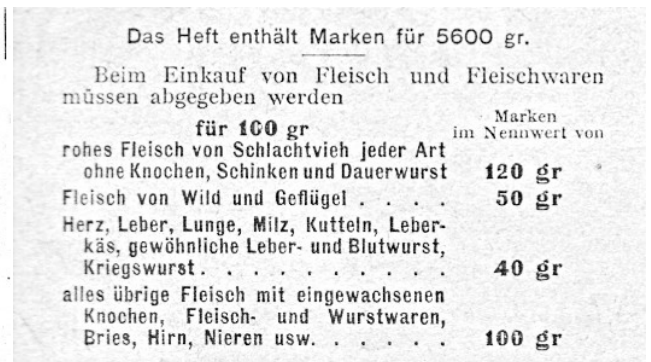 Das Heft enthält Marken für 5600 gr.
Beim Einkauf von Fleisch und Fleischwaren
müssen abgegeben werden
für 100 gr
Marken
im Nennwert von
rohes Fleisch von Schlachtvieh jeder Art
ohne Knochen, Schinken und Dauerwurst 120 gr
Fleisch von Wild und Geflügel . . . . 50 gr
Herz, Leber, Lunge, Milz, Kutteln, Leber-
käs, gewöhnliche Leber- und Blutwurst,
Kriegswurst . . . . . . . . . . 40 gr
alles übrige Fleisch mit eingewachsenen
Knochen, Fleisch- und Wurstwaren,
Bries, Hirn, Nieren usw. . . . . . 100 gr